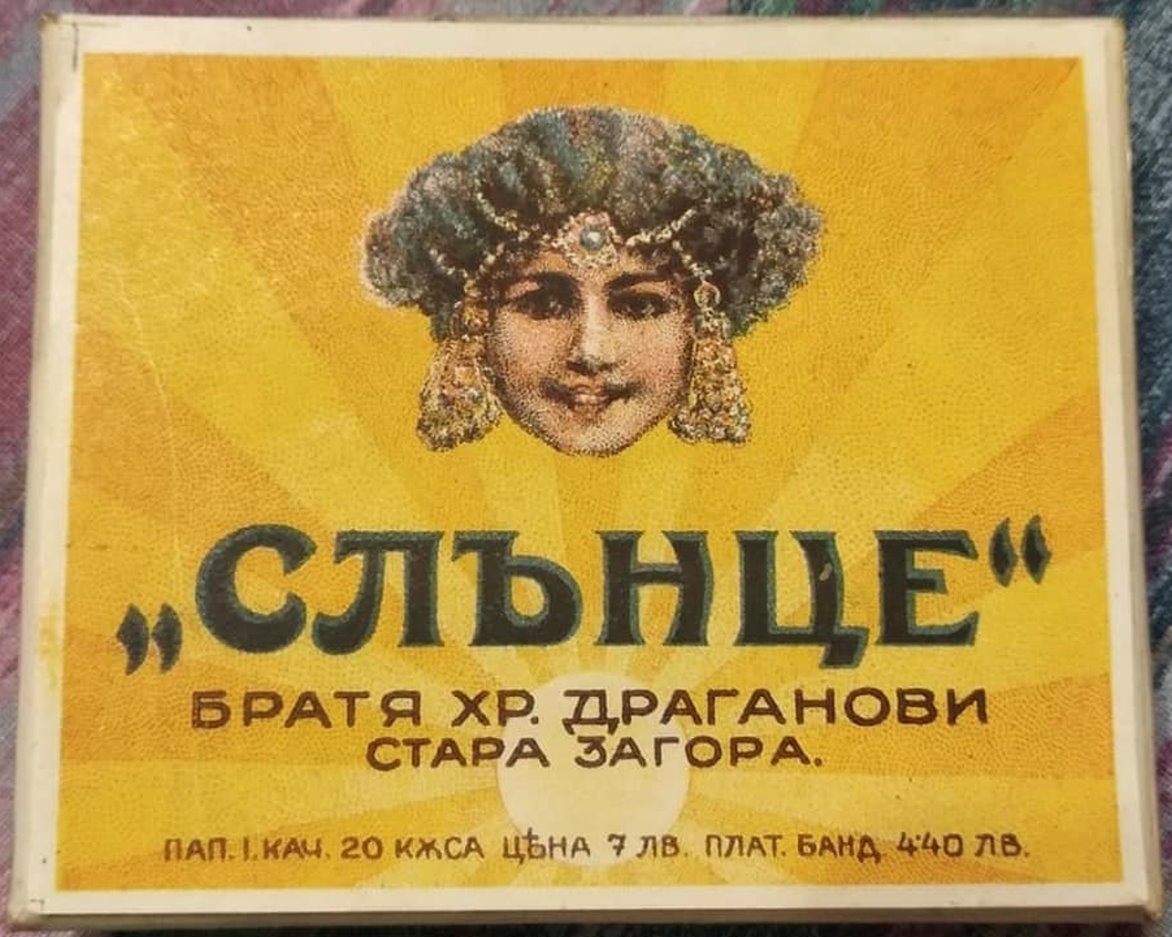 „СЛЪНЦЕ“
БРАТЯ ХР. ДРАГАНОВИ
СТАРА ЗАГОРА.
ПАП. I. КАЧ. 20 КѪСА ЦѢНА 7 ЛВ. ПЛАТ. БАНД. 4·40 ЛВ.